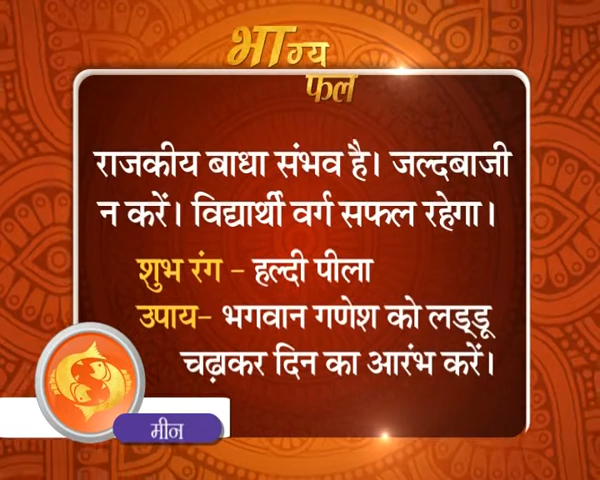 भाग्य
फल
राजकीय बाधा संभव है। जल्दबाजी
न करें। विद्यार्थी वर्ग सफल रहेगा।
शुभ रंग - हल्दी पीला
उपाय- भगवान गणेश को लड्डू
चढ़ाकर दिन का आरंभ करें।
मीन